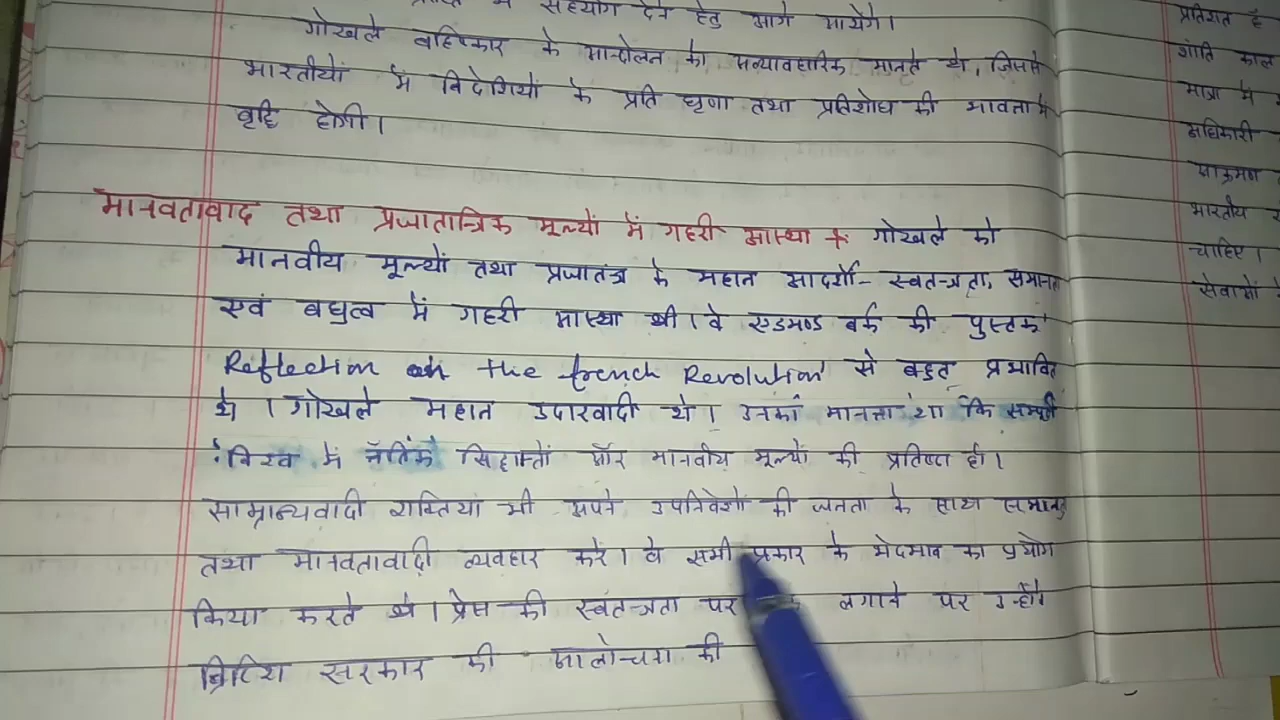 में सहयोग देने हेतु आगे आयेंगे।
गोखले बहिष्कार के आन्दोलन को अव्यावहारिक मानते थे, जिससे
भारतीयों में विदेशियों के प्रति घृणा तथा प्रतिशोध की भावना में
वृद्धि होगी।
मानवतावाद तथा प्रजातान्त्रिक मूल्यों में गहरी आस्था ÷ गोखले को
मानवीय मूल्यों तथा प्रजातंत्र के महान आदर्शों- स्वतन्त्रता, समानता
एवं बधुत्व में गहरी आस्था थी। वे एडमण्ड बर्क की पुस्तक
Reflection on the french Revolution' से बहुत प्रभावित
थे। गोखले महान उदारवादी थे। उनका मानना था कि सम्पूर्ण
विश्व में नैतिक सिद्धान्तों और मानवीय मूल्यों की प्रतिष्ठा हो।
साम्राज्यवादी शक्तियां भी अपने उपनिवेशों की जनता के साथ समान
तथा मानवतावादी व्यवहार करें। वे सभी प्रकार के भेदभाव का प्रयोग
किया करते थे। प्रेस की स्वतन्त्रता पर लगाने पर उन्होंने
ब्रिटिश सरकार की आलोचना की
प्रतिशत है
शांति काल
मात्रा में
अधिकारी
आक्रमण
भारतीय
चाहिए।
सेवाओं